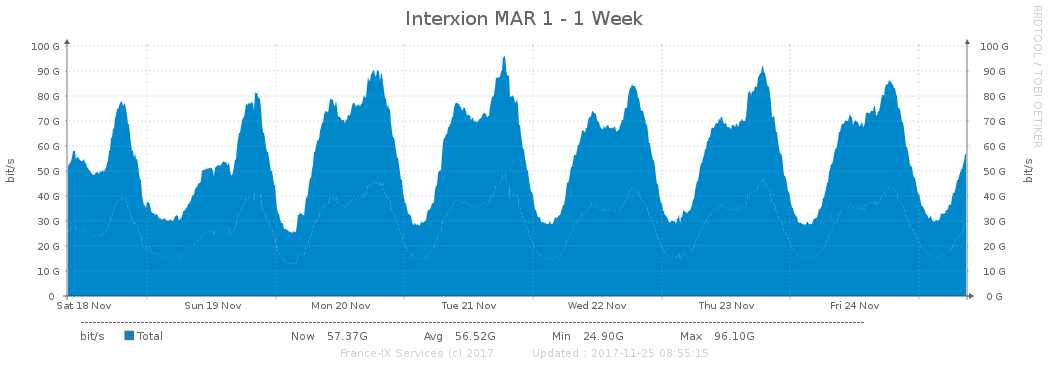 Interxion MAR 1 - 1 Week
RRDTOOL / TOBI OETIKER
bit/s
bit/s
100 G 100 G
90 G 90 G
80 G 80 G
70 G 70 G
60 G 60 G
50 G 50 G
40 G 40 G
30 G 30 G
20 G 20 G
10 G 10 G
0 0 G
Sat 18 Nov Sun 19 Nov Mon 20 Nov Tue 21 Nov Wed 22 Nov Thu 23 Nov Fri 24 Nov
bit/s Total Now 57.37G Avg 56.52G Min 24.90G Max 96.10G
France-IX Services (c) 2017 Updated : 2017-11-25 08:55:15